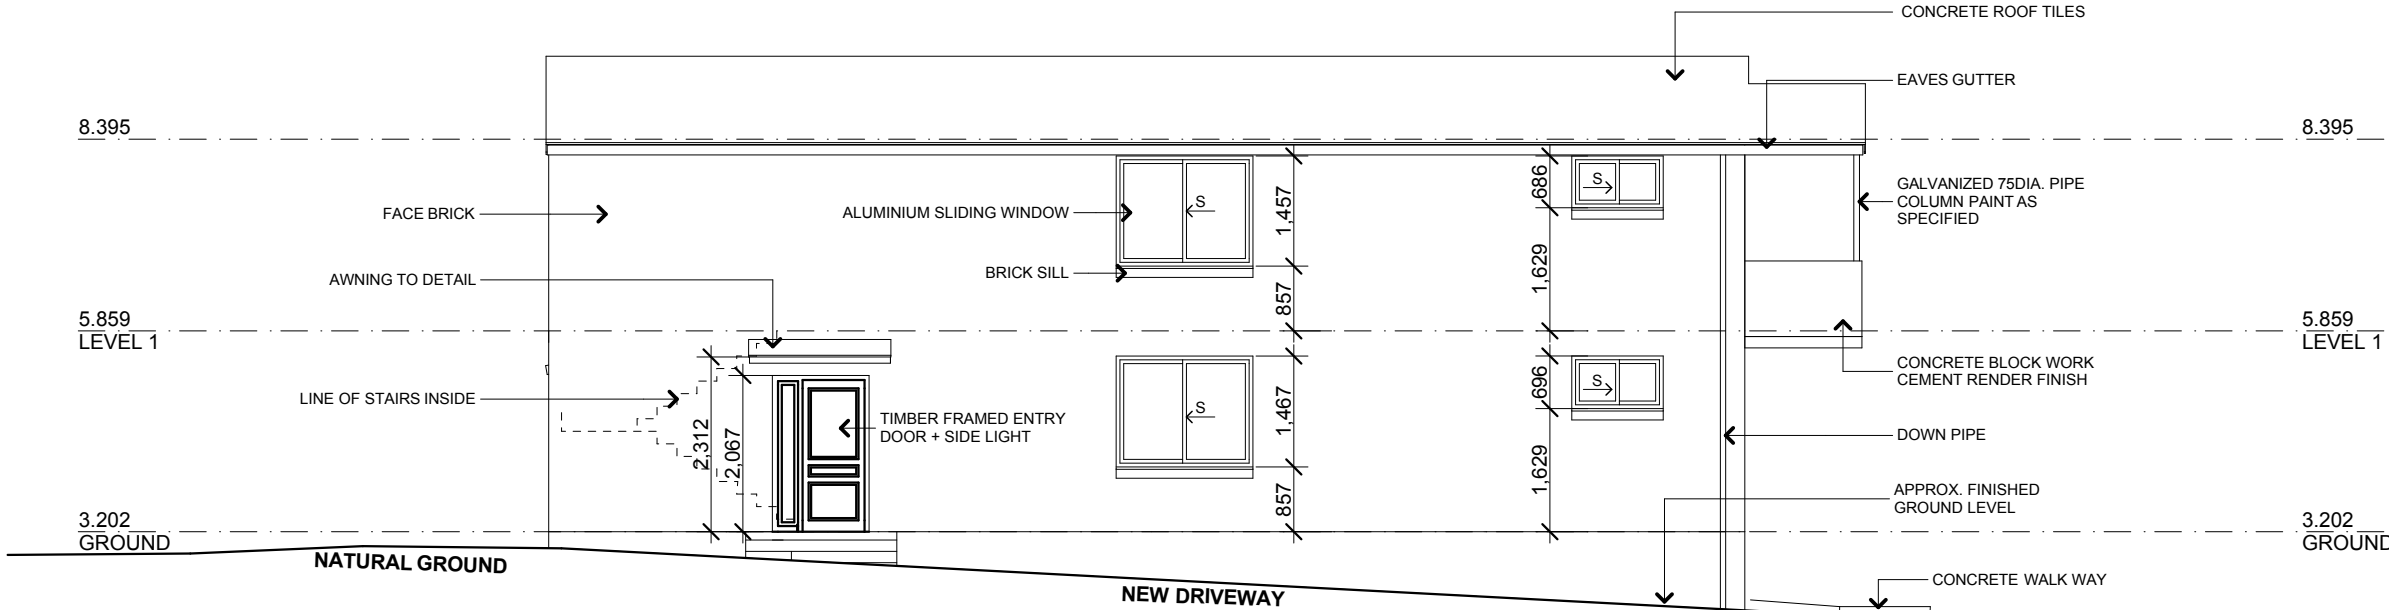 CONCRETE ROOF TILES
EAVES GUTTER
8.395
8.395
GALVANIZED 75DIA. PIPE
COLUMN PAINT AS
SPECIFIED
FACE BRICK
ALUMINIUM SLIDING WINDOW
S
1,457
686
S
BRICK SILL
AWNING TO DETAIL
857
1,629
5.859
LEVEL 1
5.859
LEVEL 1
CONCRETE BLOCK WORK
CEMENT RENDER FINISH
LINE OF STAIRS INSIDE
2,312
2,067
TIMBER FRAMED ENTRY
DOOR + SIDE LIGHT
S
1,467
696
S
DOWN PIPE
857
1,629
APPROX. FINISHED
GROUND LEVEL
3.202
GROUND
3.202
GROUND
NATURAL GROUND
NEW DRIVEWAY
CONCRETE WALK WAY